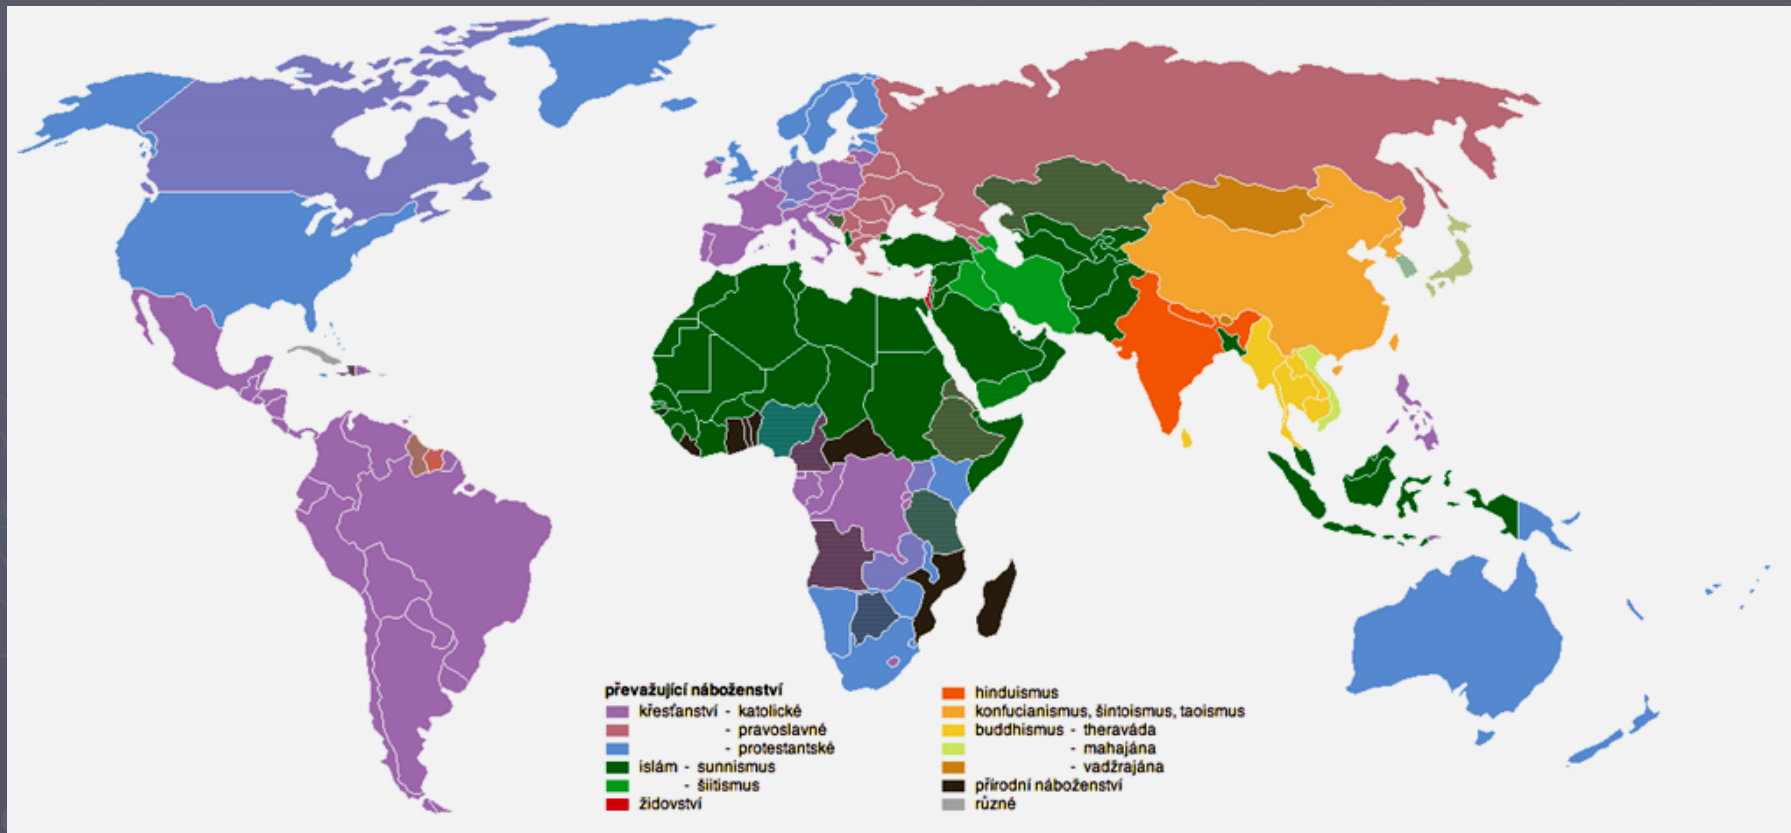 převažující náboženství
křesťanství - katolické
- pravoslavné
- protestantské
islám - sunnismus
- šiitismus
židovství
hinduismus
konfucianismus, šintoismus, taoismus
buddhismus - theraváda
- mahajána
- vadžrajána
přírodní náboženství
různé